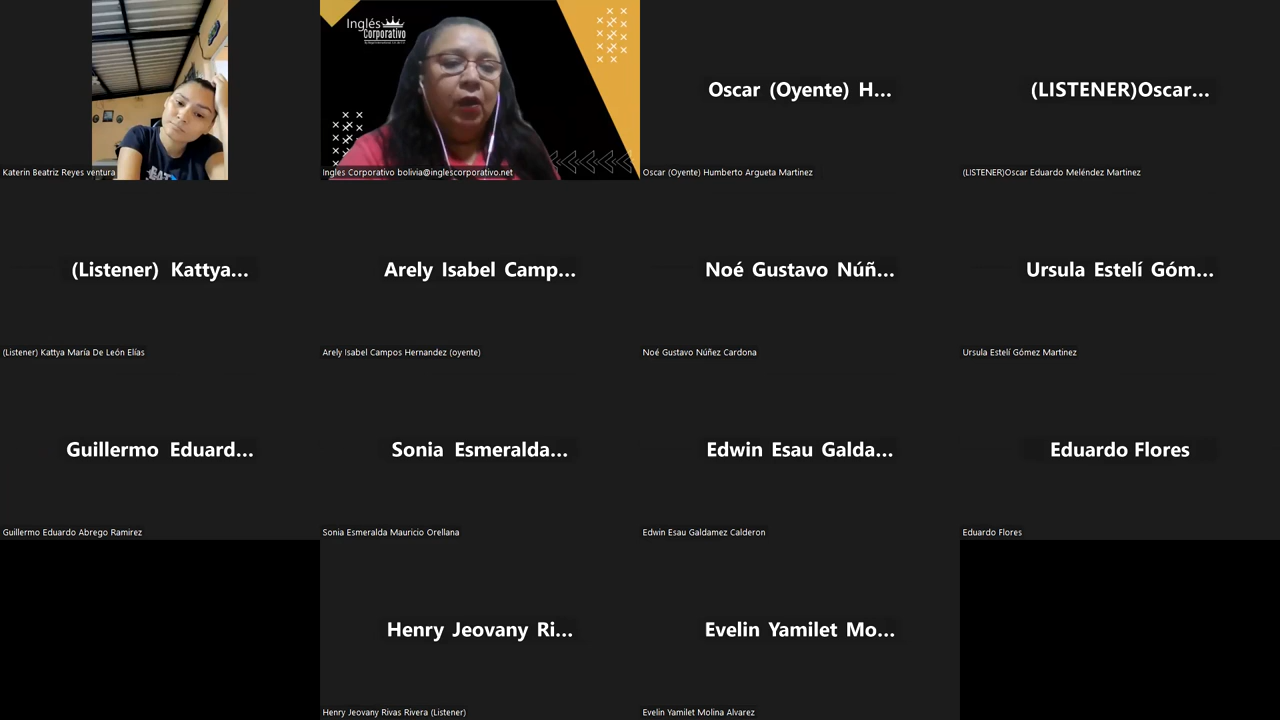 Inglés
Corporativo
Katerin Beatriz Reyes ventura
Ingles Corporativo bolivia@inglescorporativo.net
Oscar (Oyente) H...
Oscar (Oyente) Humberto Argueta Martinez
(LISTENER)Oscar...
(LISTENER)Oscar Eduardo Meléndez Martinez
(Listener) Kattya...
(Listener) Kattya María De León Elías
Arely Isabel Camp...
Arely Isabel Campos Hernandez (oyente)
Noé Gustavo Núñ...
Noé Gustavo Núñez Cardona
Ursula Estelí Góm...
Ursula Estelí Gómez Martinez
Guillermo Eduard...
Guillermo Eduardo Abrego Ramirez
Sonia Esmeralda...
Sonia Esmeralda Mauricio Orellana
Edwin Esau Galda...
Edwin Esau Galdamez Calderon
Eduardo Flores
Eduardo Flores
Henry Jeovany Ri...
Henry Jeovany Rivas Rivera (Listener)
Evelin Yamilet Mo...
Evelin Yamilet Molina Alvarez